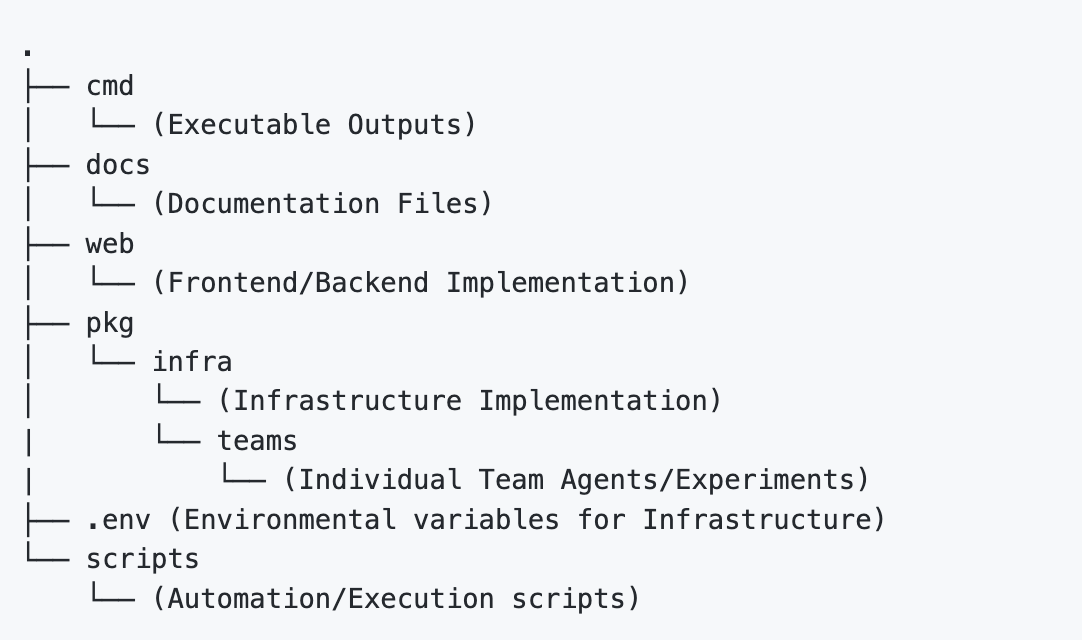 .
├── cmd
│   └── (Executable Outputs)
├── docs
│   └── (Documentation Files)
├── web
│   └── (Frontend/Backend Implementation)
├── pkg
│   └── infra
│       └── (Infrastructure Implementation)
|       └── teams
|           └── (Individual Team Agents/Experiments)
├── .env (Environmental variables for Infrastructure)
└── scripts
    └── (Automation/Execution scripts)